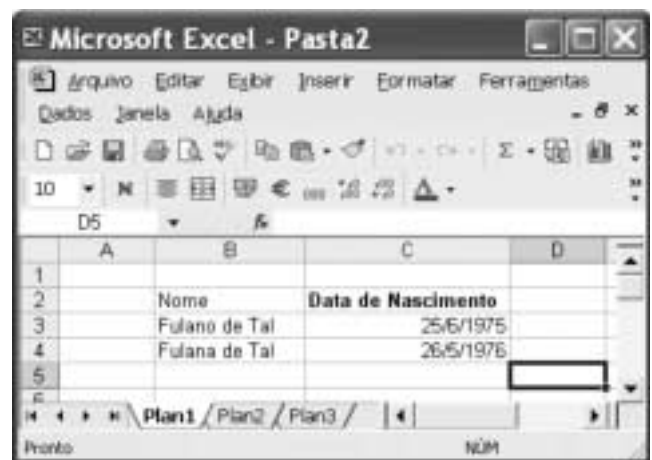 Microsoft Excel - Pasta2
Arquivo Editar Exibir Inserir Formatar Ferramentas
Dados Janela Ajuda
10 N €
D5 fx
A B C D
1
2 Nome Data de Nascimento
3 Fulano de Tal 25/6/1975
4 Fulana de Tal 26/5/1976
5
6
Plan1 Plan2 Plan3
Pronto NÚM